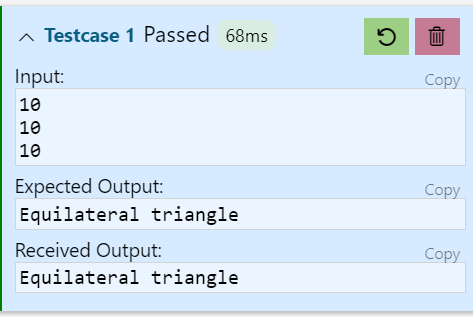 Testcase 1 Passed 68ms
Input:
Copy
10
10
10
Expected Output:
Copy
Equilateral triangle
Received Output:
Copy
Equilateral triangle